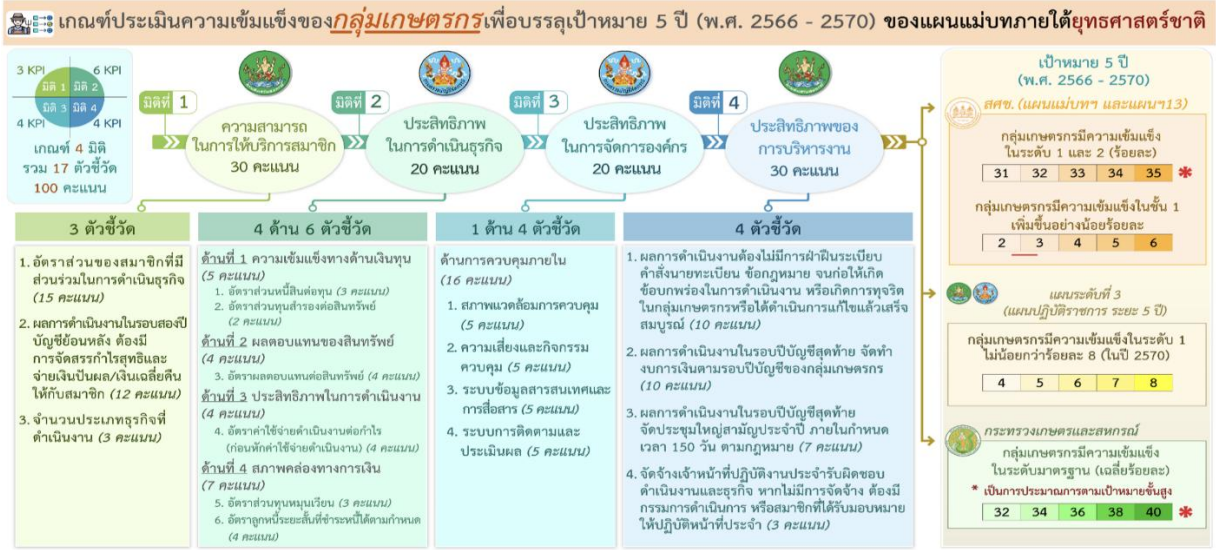 เกณฑ์ประเมินความเข้มแข็งของกลุ่มเกษตรกรเพื่อบรรลุเป้าหมาย 5 ปี (พ.ศ. 2566 - 2570) ของแผนแม่บทภายใต้ยุทธศาสตร์ชาติ
3 KPI
6 KPI
มิติ 1
มิติ 2
มิติ 3
มิติ 4
4 KPI
4 KPI
เกณฑ์ 4 มิติ
รวม 17 ตัวชี้วัด
100 คะแนน
มิติที่ 1
ความสามารถ
ในการให้บริการสมาชิก
30 คะแนน
มิติที่ 2
ประสิทธิภาพ
ในการดำเนินธุรกิจ
20 คะแนน
มิติที่ 3
ประสิทธิภาพ
ในการจัดการองค์กร
20 คะแนน
มิติที่ 4
ประสิทธิภาพของ
การบริหารงาน
30 คะแนน
3 ตัวชี้วัด
1. อัตราส่วนของสมาชิกที่มี
ส่วนร่วมในการดำเนินธุรกิจ
(15 คะแนน)
2. ผลการดำเนินงานในรอบสองปี
บัญชีย้อนหลัง ต้องมี
การจัดสรรกำไรสุทธิและ
จ่ายเงินปันผล/เงินเฉลี่ยคืน
ให้กับสมาชิก (12 คะแนน)
3. จำนวนประเภทธุรกิจที่
ดำเนินงาน (3 คะแนน)
4 ด้าน 6 ตัวชี้วัด
ด้านที่ 1 ความเข้มแข็งทางด้านเงินทุน
(5 คะแนน)
1. อัตราส่วนหนี้สินต่อทุน (3 คะแนน)
2. อัตราส่วนทุนสำรองต่อสินทรัพย์
(2 คะแนน)
ด้านที่ 2 ผลตอบแทนของสินทรัพย์
(4 คะแนน)
3. อัตราผลตอบแทนต่อสินทรัพย์ (4 คะแนน)
ด้านที่ 3 ประสิทธิภาพในการดำเนินงาน
(4 คะแนน)
4. อัตราค่าใช้จ่ายดำเนินงานต่อกำไร
(ก่อนหักค่าใช้จ่ายดำเนินงาน) (4 คะแนน)
ด้านที่ 4 สภาพคล่องทางการเงิน
(7 คะแนน)
5. อัตราส่วนทุนหมุนเวียน (3 คะแนน)
6. อัตราลูกหนี้ระยะสั้นที่ชำระหนี้ได้ตามกำหนด
(4 คะแนน)
1 ด้าน 4 ตัวชี้วัด
ด้านการควบคุมภายใน
(16 คะแนน)
1. สภาพแวดล้อมการควบคุม
(5 คะแนน)
2. ความเสี่ยงและกิจกรรม
ควบคุม (5 คะแนน)
3. ระบบข้อมูลสารสนเทศและ
การสื่อสาร (5 คะแนน)
4. ระบบการติดตามและ
ประเมินผล (5 คะแนน)
4 ตัวชี้วัด
1. ผลการดำเนินงานต้องไม่มีการฝ่าฝืนระเบียบ
คำสั่งนายทะเบียน ข้อกฎหมาย จนก่อให้เกิด
ข้อบกพร่องในการดำเนินงาน หรือเกิดการทุจริต
ในกลุ่มเกษตรกรหรือได้ดำเนินการแก้ไขแล้วเสร็จ
สมบูรณ์ (10 คะแนน)
2. ผลการดำเนินงานในรอบปีบัญชีสุดท้าย จัดทำ
งบการเงินตามรอบปีบัญชีของกลุ่มเกษตรกร
(10 คะแนน)
3. ผลการดำเนินงานในรอบปีบัญชีสุดท้าย
จัดประชุมใหญ่สามัญประจำปี ภายในกำหนด
เวลา 150 วัน ตามกฎหมาย (7 คะแนน)
4. จัดจ้างเจ้าหน้าที่ปฏิบัติงานประจำรับผิดชอบ
ดำเนินงานและธุรกิจ หากไม่มีการจัดจ้าง ต้องมี
กรรมการดำเนินการ หรือสมาชิกที่ได้รับมอบหมาย
ให้ปฏิบัติหน้าที่ประจำ (3 คะแนน)
เป้าหมาย 5 ปี
(พ.ศ. 2566 - 2570)
สศช. (แผนแม่บทฯ และแผนฯ13)
กลุ่มเกษตรกรมีความเข้มแข็ง
ในระดับ 1 และ 2 (ร้อยละ)
31 32 33 34 35 *
กลุ่มเกษตรกรมีความเข้มแข็งในชั้น 1
เพิ่มขึ้นอย่างน้อยร้อยละ
2 3 4 5 6
แผนระดับที่ 3
(แผนปฏิบัติราชการ ระยะ 5 ปี)
กลุ่มเกษตรกรมีความเข้มแข็งในระดับ 1
ไม่น้อยกว่าร้อยละ 8 (ในปี 2570)
4 5 6 7 8
กระทรวงเกษตรและสหกรณ์
กลุ่มเกษตรกรมีความเข้มแข็ง
ในระดับมาตรฐาน (เฉลี่ยร้อยละ)
* เป็นการประมาณการตามเป้าหมายขั้นสูง
32 34 36 38 40 *